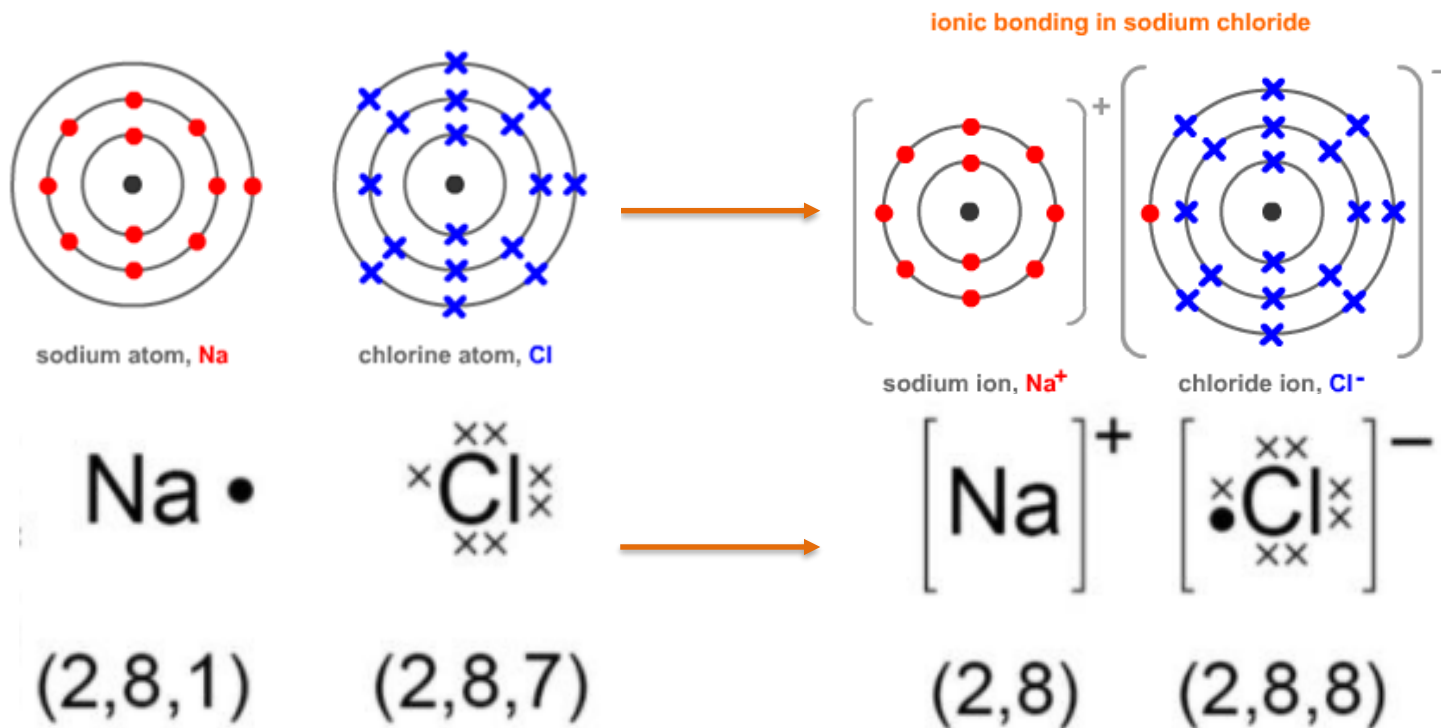 ionic bonding in sodium chloride
+ −
sodium atom, Na
chlorine atom, Cl
sodium ion, Na⁺
chloride ion, Cl⁻
Na •
×× × Cl ×× ××
[Na]⁺
[×× ו Cl ×× ××]⁻
(2,8,1)
(2,8,7)
(2,8)
(2,8,8)